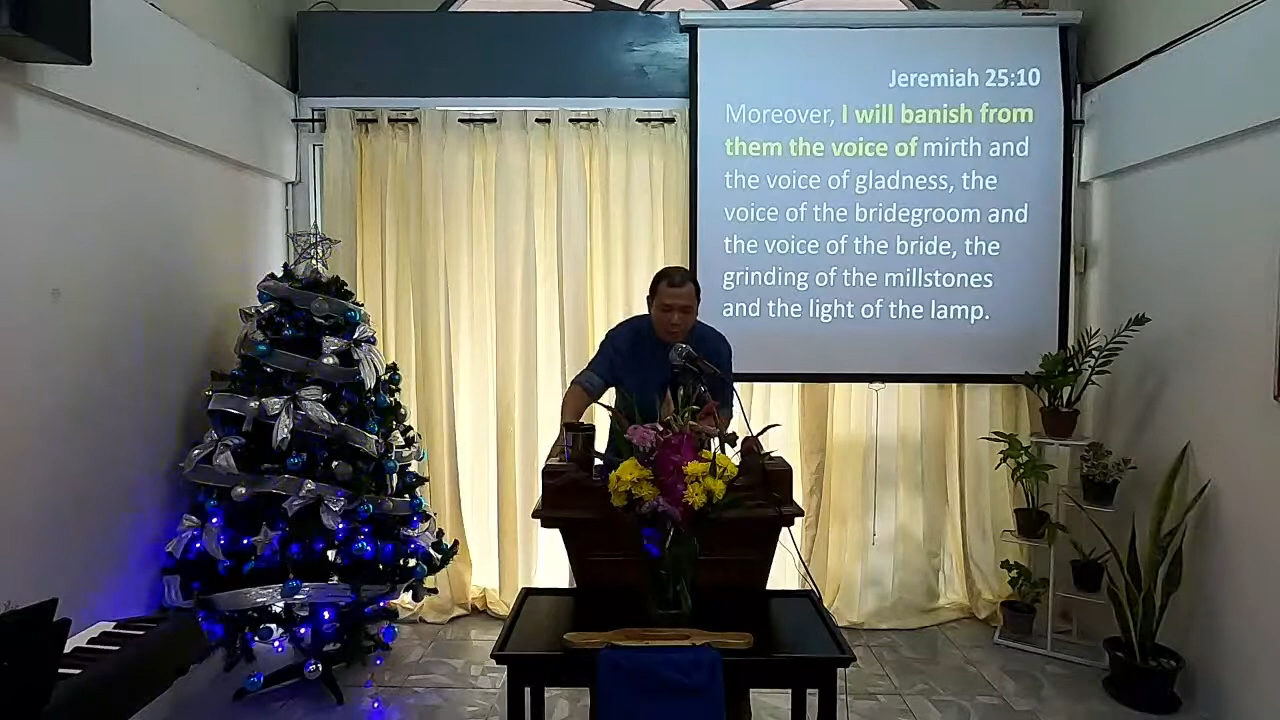 Jeremiah 25:10
Moreover, I will banish from
them the voice of mirth and
the voice of gladness, the
voice of the bridegroom and
the voice of the bride, the
grinding of the millstones
and the light of the lamp.